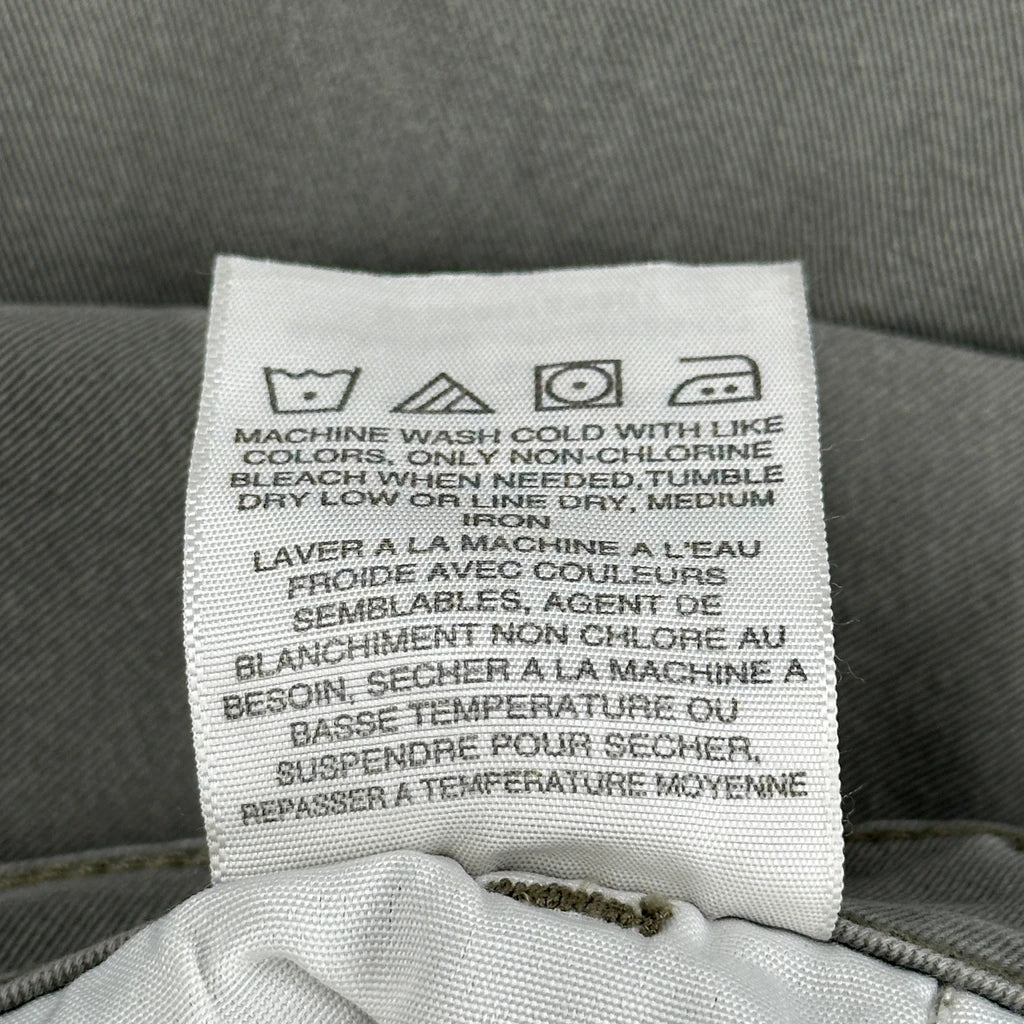 MACHINE WASH COLD WITH LIKE
COLORS, ONLY NON-CHLORINE
BLEACH WHEN NEEDED, TUMBLE
DRY LOW OR LINE DRY, MEDIUM
IRON
LAVER A LA MACHINE A L'EAU
FROIDE AVEC COULEURS
SEMBLABLES, AGENT DE
BLANCHIMENT NON CHLORE AU
BESOIN, SECHER A LA MACHINE A
BASSE TEMPERATURE OU
SUSPENDRE POUR SECHER,
REPASSER A TEMPERATURE MOYENNE